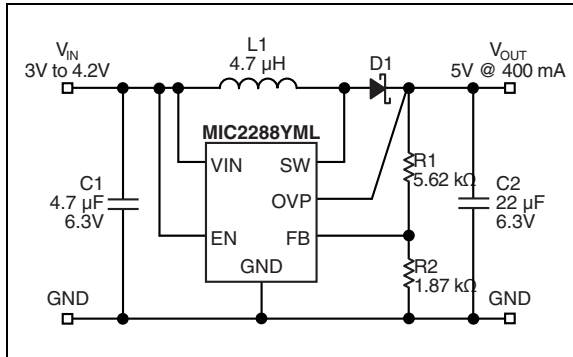 V_IN
3V to 4.2V
L1
4.7 µH
D1
V_OUT
5V @ 400 mA
MIC2288YML
VIN
SW
OVP
EN
FB
GND
C1
4.7 µF
6.3V
R1
5.62 kΩ
C2
22 µF
6.3V
R2
1.87 kΩ
GND
GND